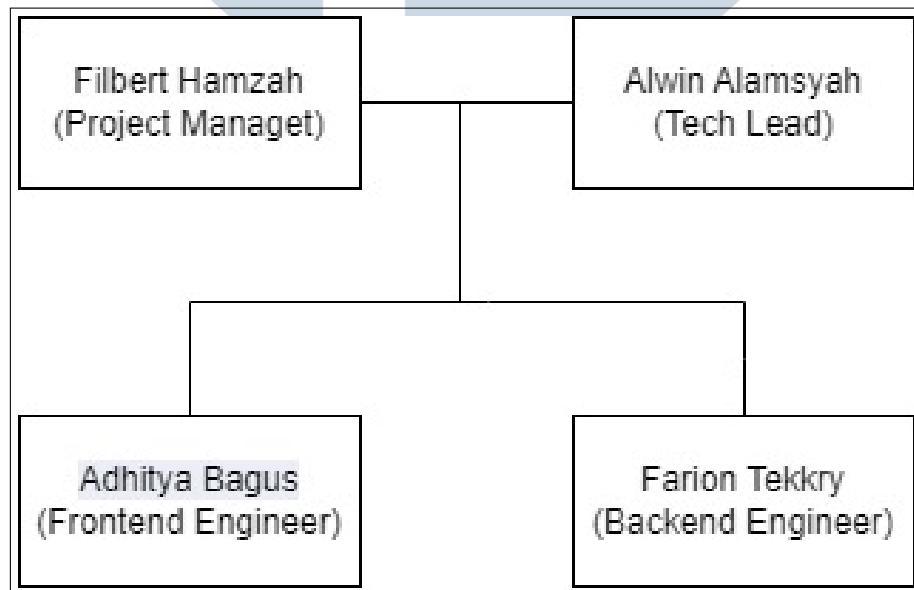 Filbert Hamzah
(Project Managet)
Alwin Alamsyah
(Tech Lead)
Adhitya Bagus
(Frontend Engineer)
Farion Tekkry
(Backend Engineer)